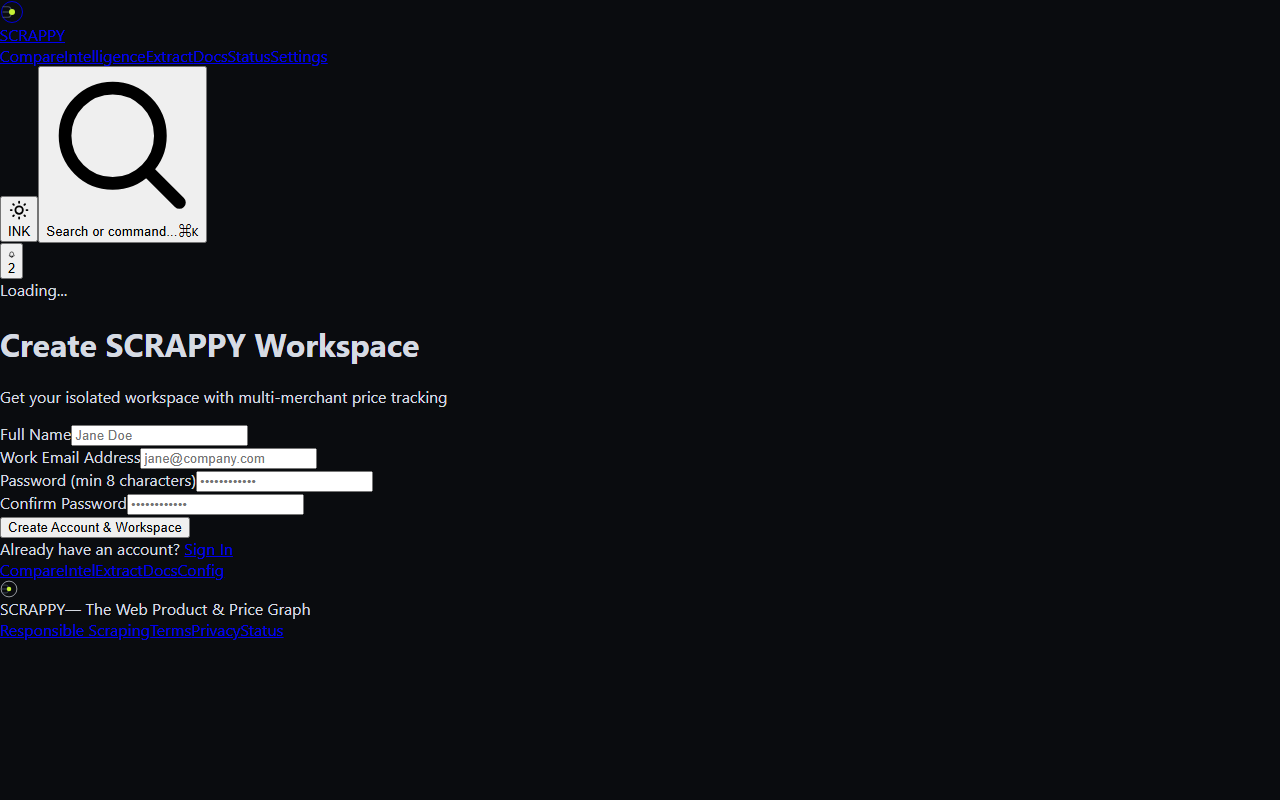 SCRAPPY
CompareIntelligenceExtractDocsStatusSettings
INK
Search or command...⌘K
2
Loading...
Create SCRAPPY Workspace
Get your isolated workspace with multi-merchant price tracking
Full Name Jane Doe
Work Email Address jane@company.com
Password (min 8 characters) ••••••••••••
Confirm Password ••••••••••••
Create Account & Workspace
Already have an account? Sign In
CompareIntelExtractDocsConfig
SCRAPPY— The Web Product & Price Graph
Responsible ScrapingTermsPrivacyStatus